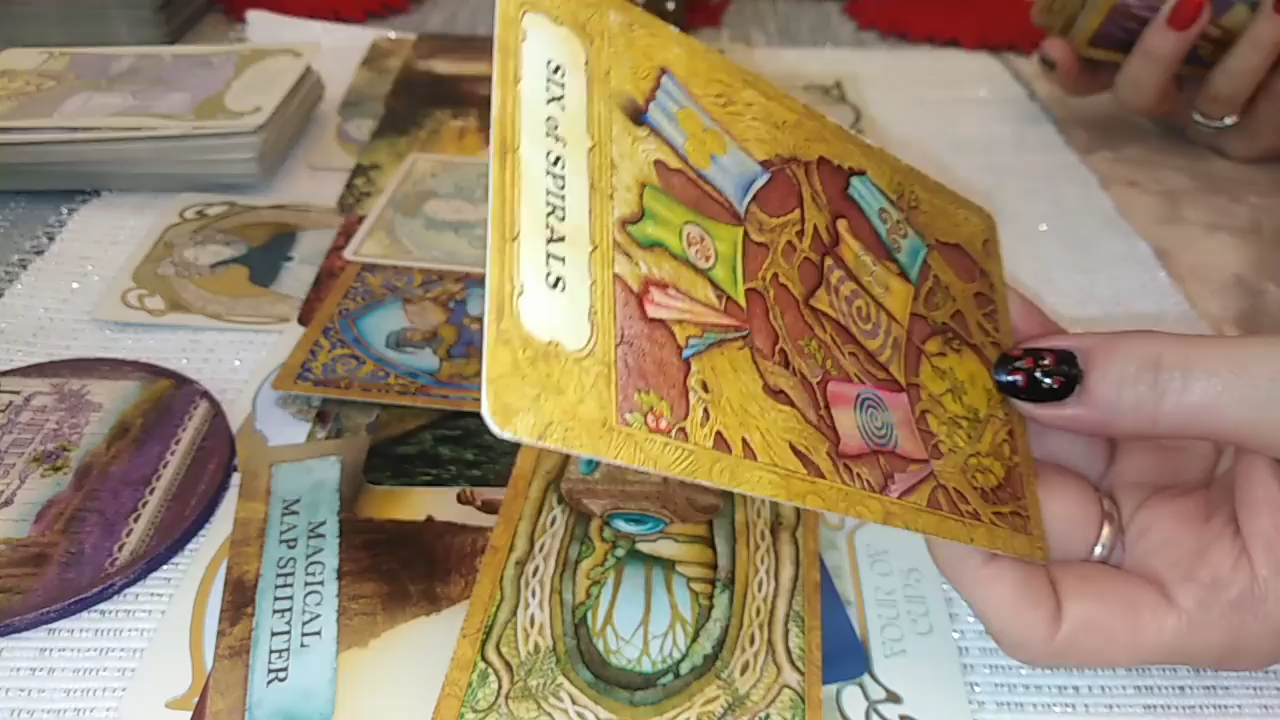 SIX of SPIRALS
MAGICAL
MAP SHIFTER
FOUR OF
CUPS